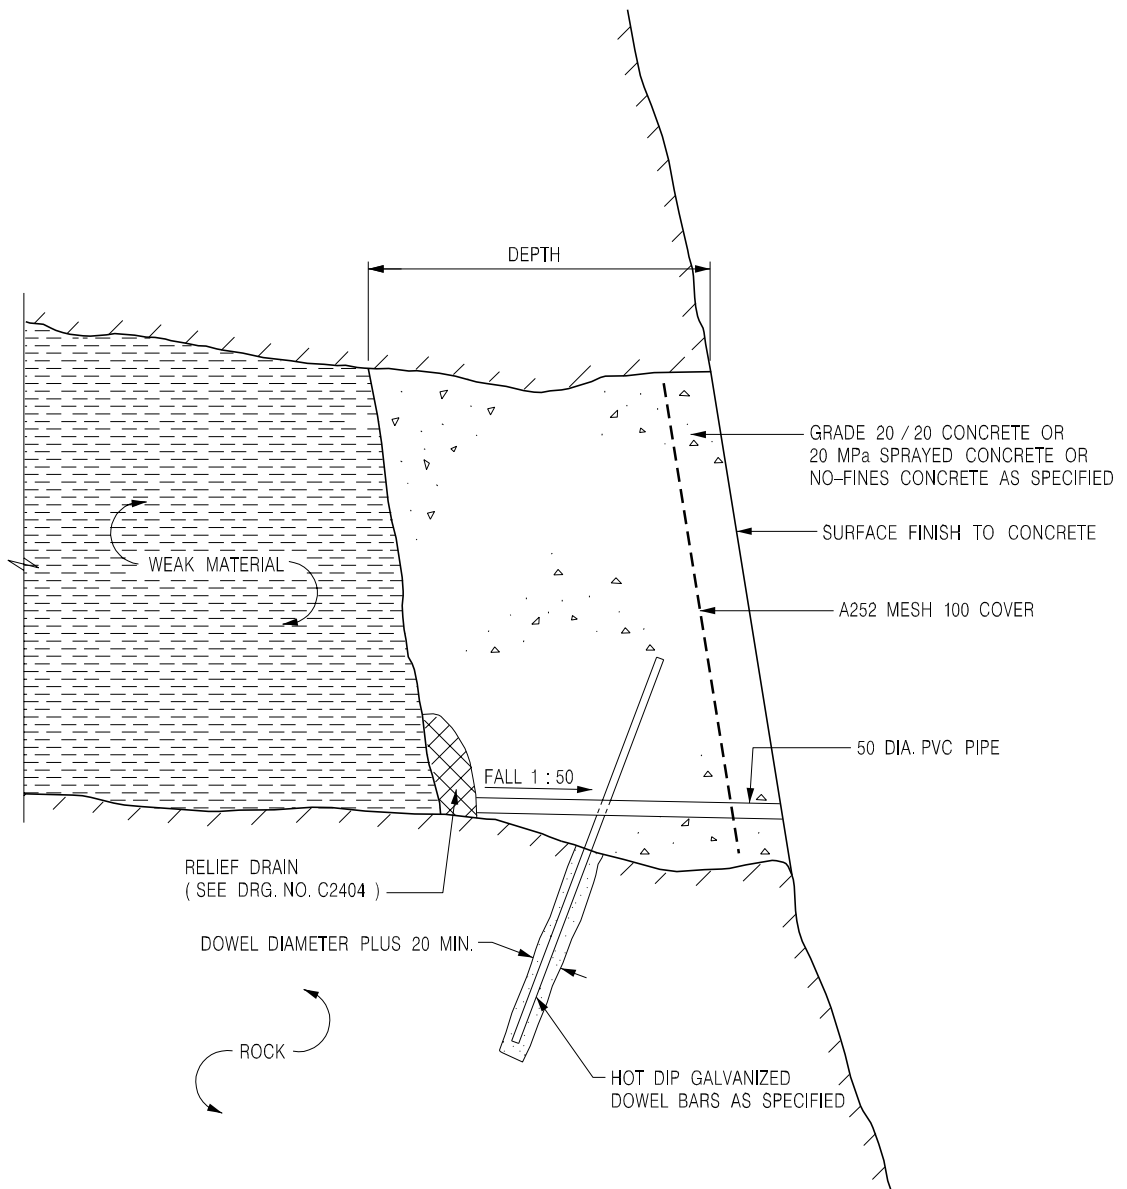 DEPTH
GRADE 20 / 20 CONCRETE OR
20 MPa SPRAYED CONCRETE OR
NO-FINES CONCRETE AS SPECIFIED
SURFACE FINISH TO CONCRETE
WEAK MATERIAL
A252 MESH 100 COVER
50 DIA. PVC PIPE
FALL 1 : 50
RELIEF DRAIN
( SEE DRG. NO. C2404 )
DOWEL DIAMETER PLUS 20 MIN.
ROCK
HOT DIP GALVANIZED
DOWEL BARS AS SPECIFIED